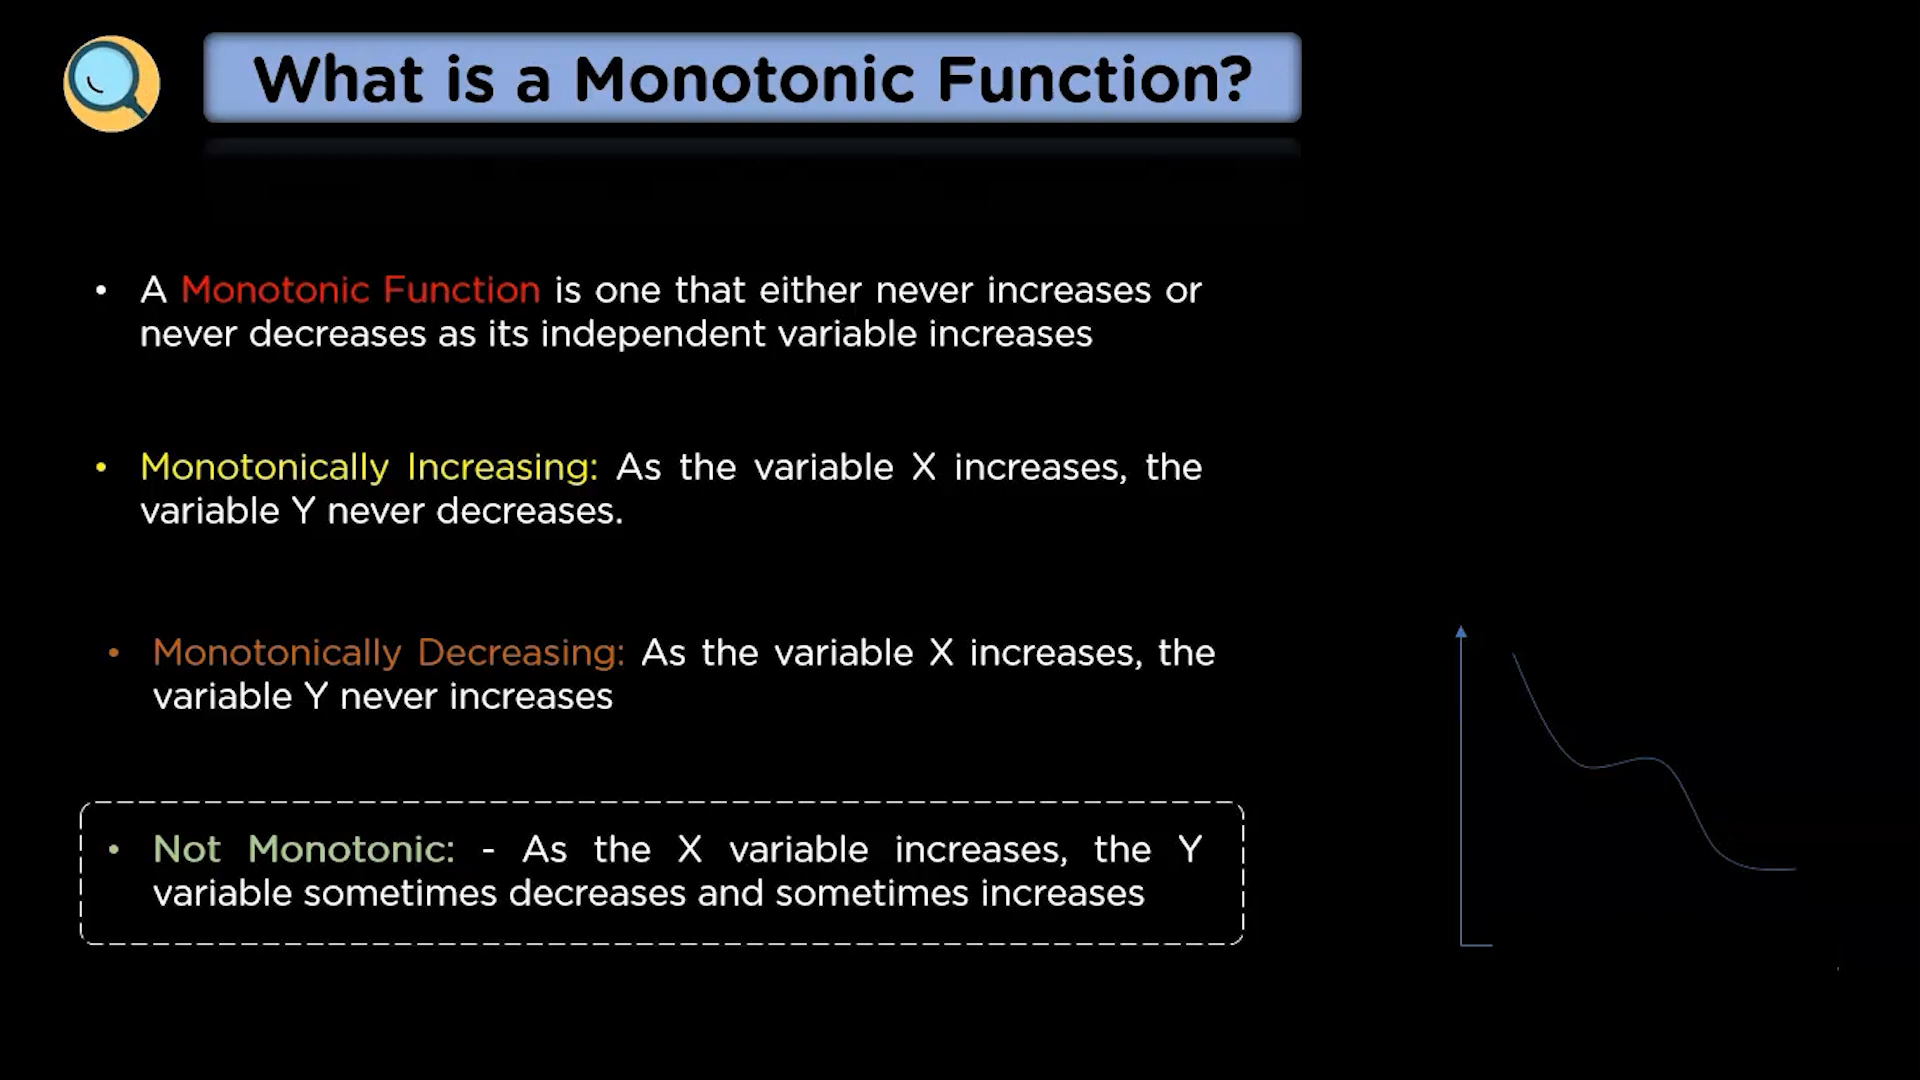 What is a Monotonic Function?
• A Monotonic Function is one that either never increases or
never decreases as its independent variable increases
• Monotonically Increasing: As the variable X increases, the
variable Y never decreases.
• Monotonically Decreasing: As the variable X increases, the
variable Y never increases
• Not Monotonic: - As the X variable increases, the Y
variable sometimes decreases and sometimes increases